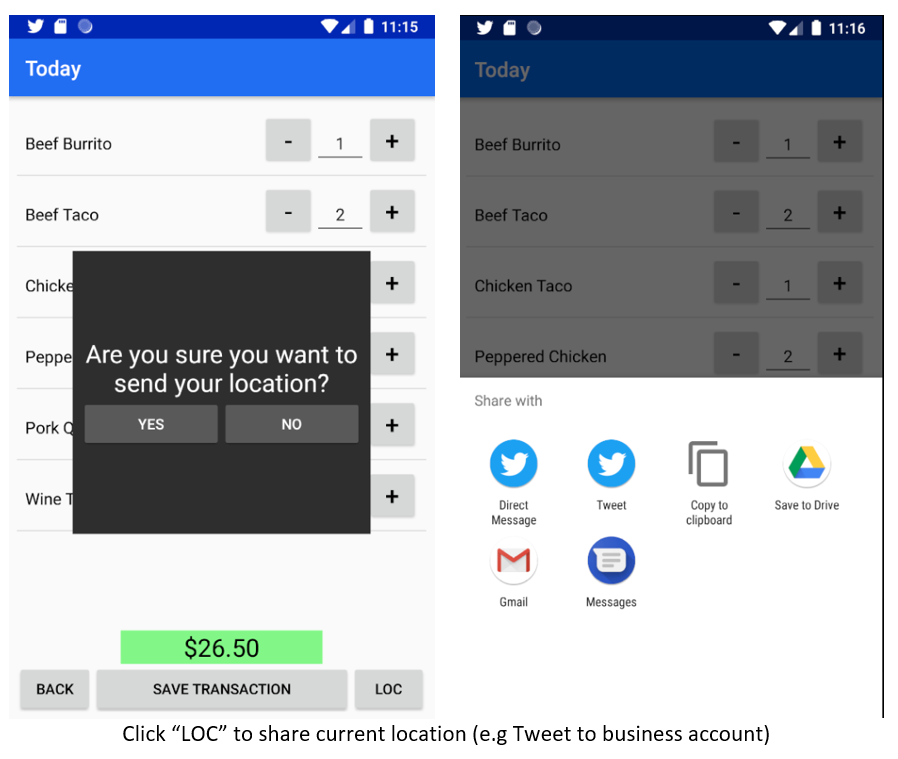 11:15
Today
Beef Burrito
- 1 +
Beef Taco
- 2 +
Chicke
+
Peppe
+
Pork Q
+
Wine T
+
Are you sure you want to
send your location?
YES NO
$26.50
BACK SAVE TRANSACTION LOC
11:16
Today
Beef Burrito
- 1 +
Beef Taco
- 2 +
Chicken Taco
- 1 +
Peppered Chicken
- 2 +
Share with
Direct
Message
Tweet
Copy to
clipboard
Save to Drive
Gmail
Messages
Click “LOC” to share current location (e.g Tweet to business account)